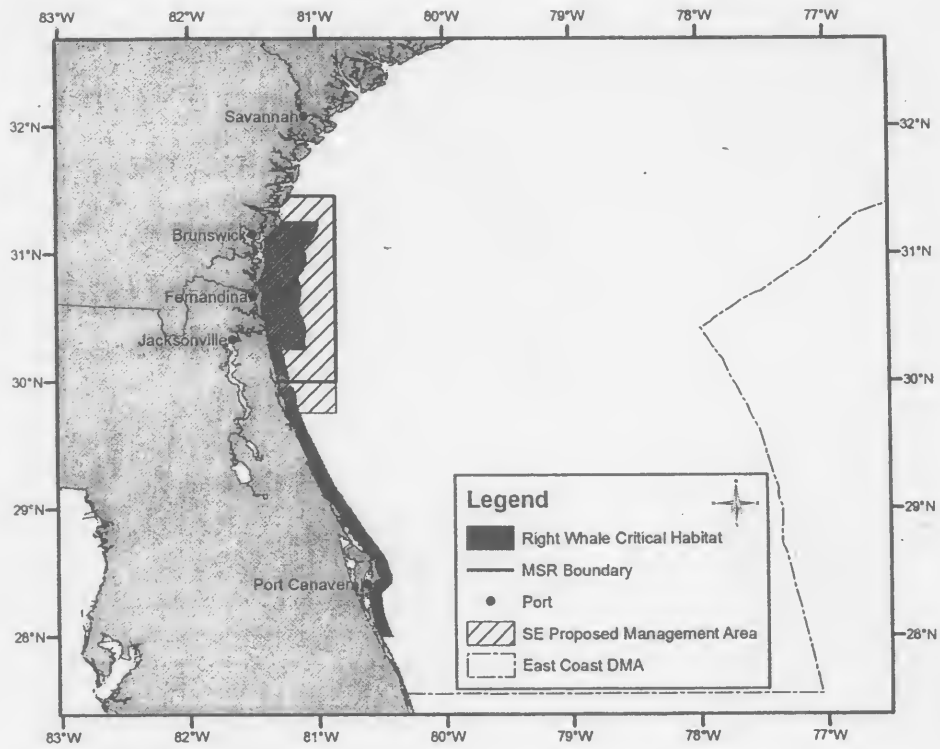 83°W 82°W 81°W 80°W 79°W 78°W 77°W
Savannah
32°N 32°N
Brunswick
31°N 31°N
Fernandina
Jacksonville
30°N 30°N
29°N 29°N
Port Canaver
28°N 28°N
Legend
Right Whale Critical Habitat
MSR Boundary
Port
SE Proposed Management Area
East Coast DMA
83°W 82°W 81°W 80°W 79°W 78°W 77°W